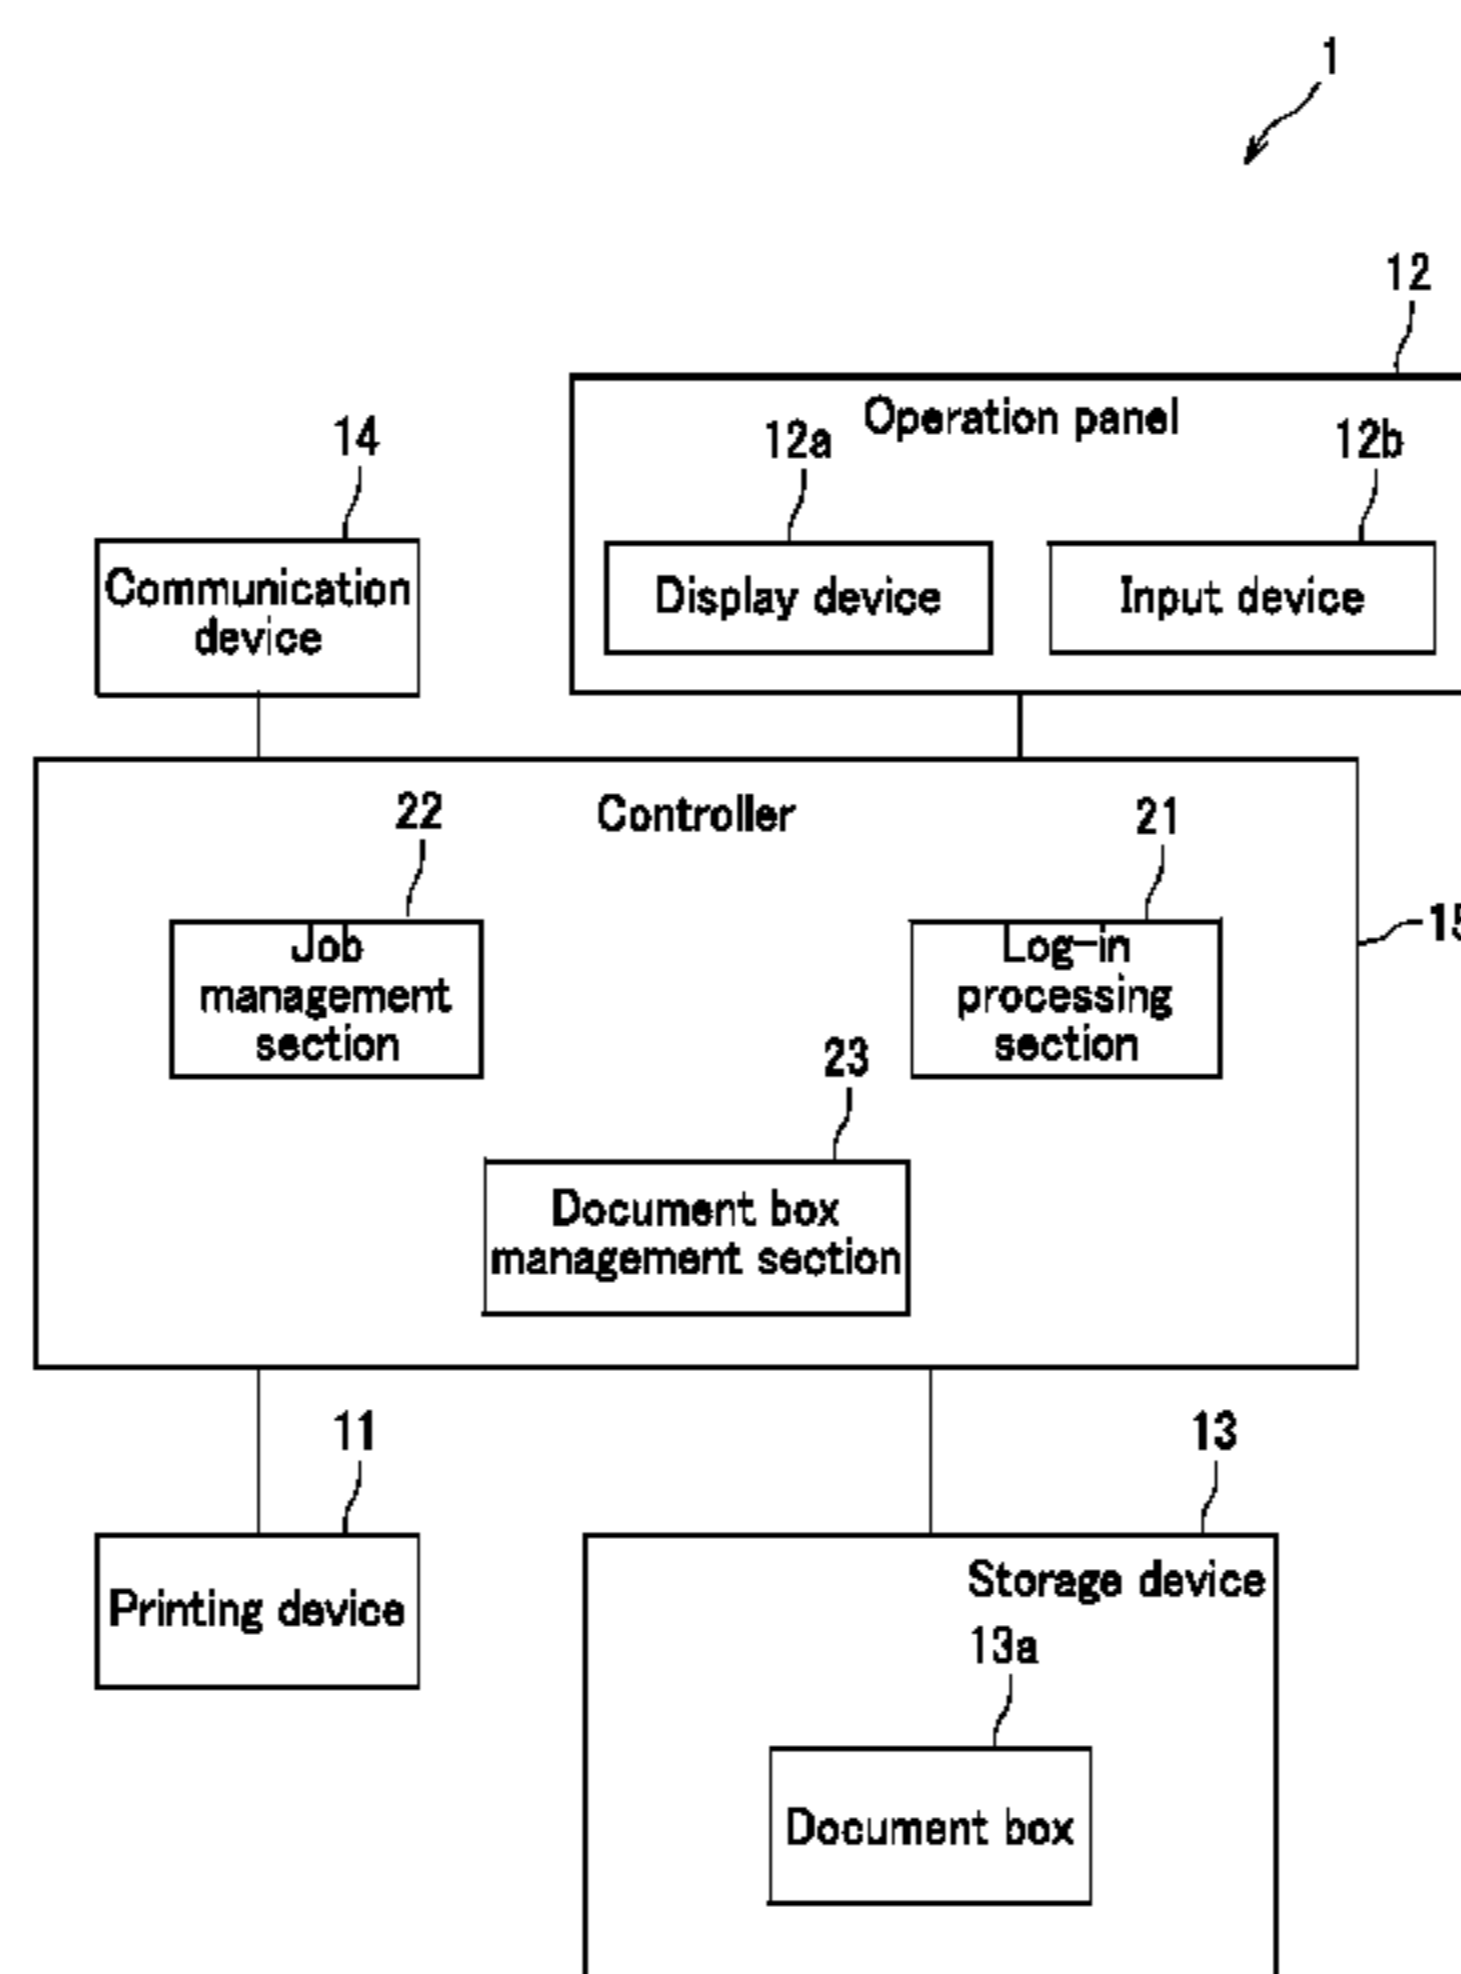 1
12
Operation panel
12a
12b
14
Display device
Input device
Communication
device
Controller
22
21
15
Job
management
section
Log-in
processing
section
23
Document box
management section
11
13
Printing device
Storage device
13a
Document box